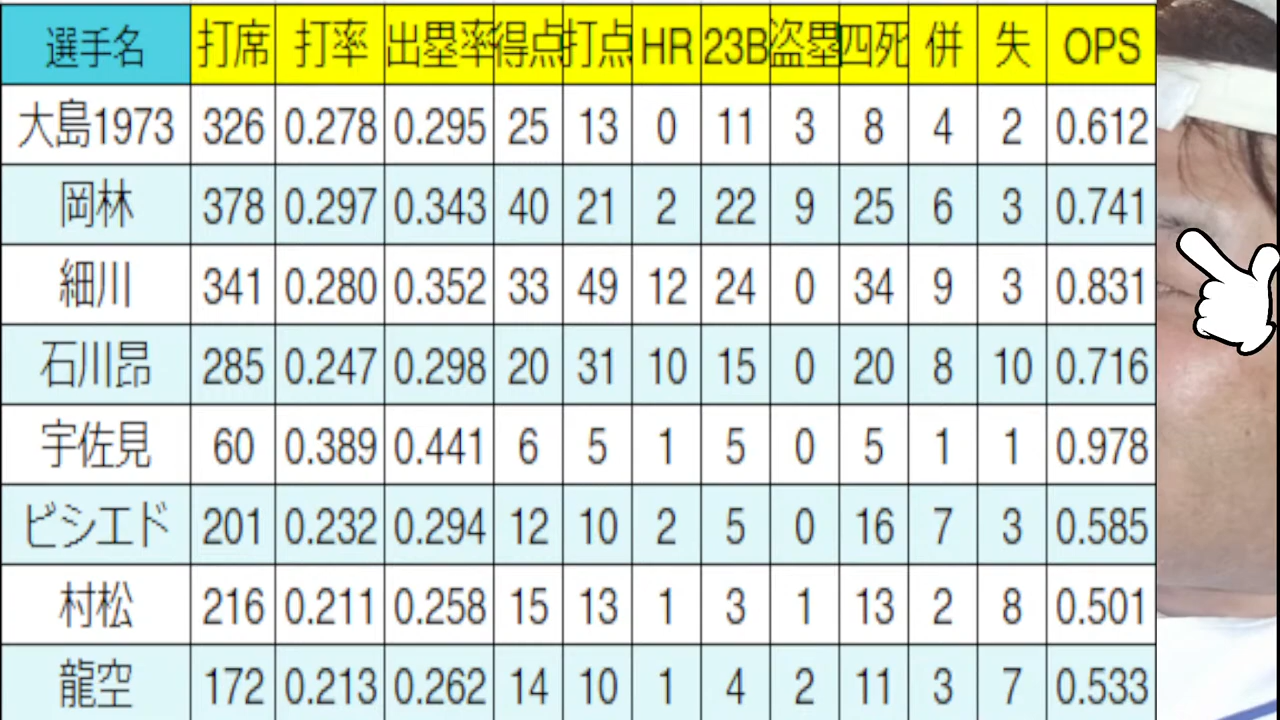 選手名 打席 打率 出塁率 得点 打点 HR 23B 盗塁 四死 併 失 OPS
大島1973 326 0.278 0.295 25 13 0 11 3 8 4 2 0.612
岡林 378 0.297 0.343 40 21 2 22 9 25 6 3 0.741
細川 341 0.280 0.352 33 49 12 24 0 34 9 3 0.831
石川昂 285 0.247 0.298 20 31 10 15 0 20 8 10 0.716
宇佐見 60 0.389 0.441 6 5 1 5 0 5 1 1 0.978
ビシエド 201 0.232 0.294 12 10 2 5 0 16 7 3 0.585
村松 216 0.211 0.258 15 13 1 3 1 13 2 8 0.501
龍空 172 0.213 0.262 14 10 1 4 2 11 3 7 0.533